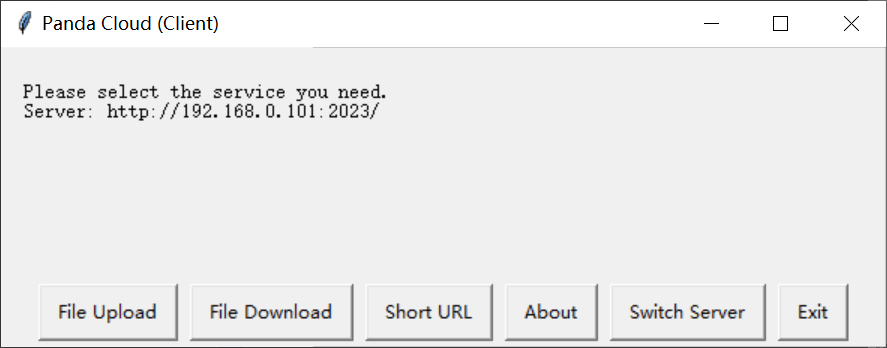 Panda Cloud (Client)
Please select the service you need.
Server: http://192.168.0.101:2023/
File Upload
File Download
Short URL
About
Switch Server
Exit